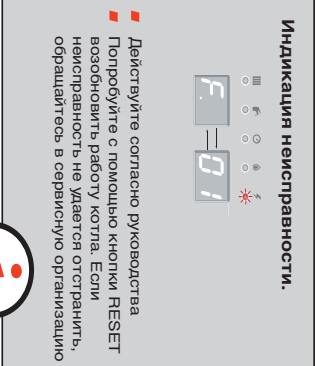 Индикация неисправности.
F. 01
Действуйте согласно руководства
Попробуйте с помощью кнопки RESET
возобновить работу котла. Если
неисправность не удается отстранить,
обращайтесь в сервисную организацию